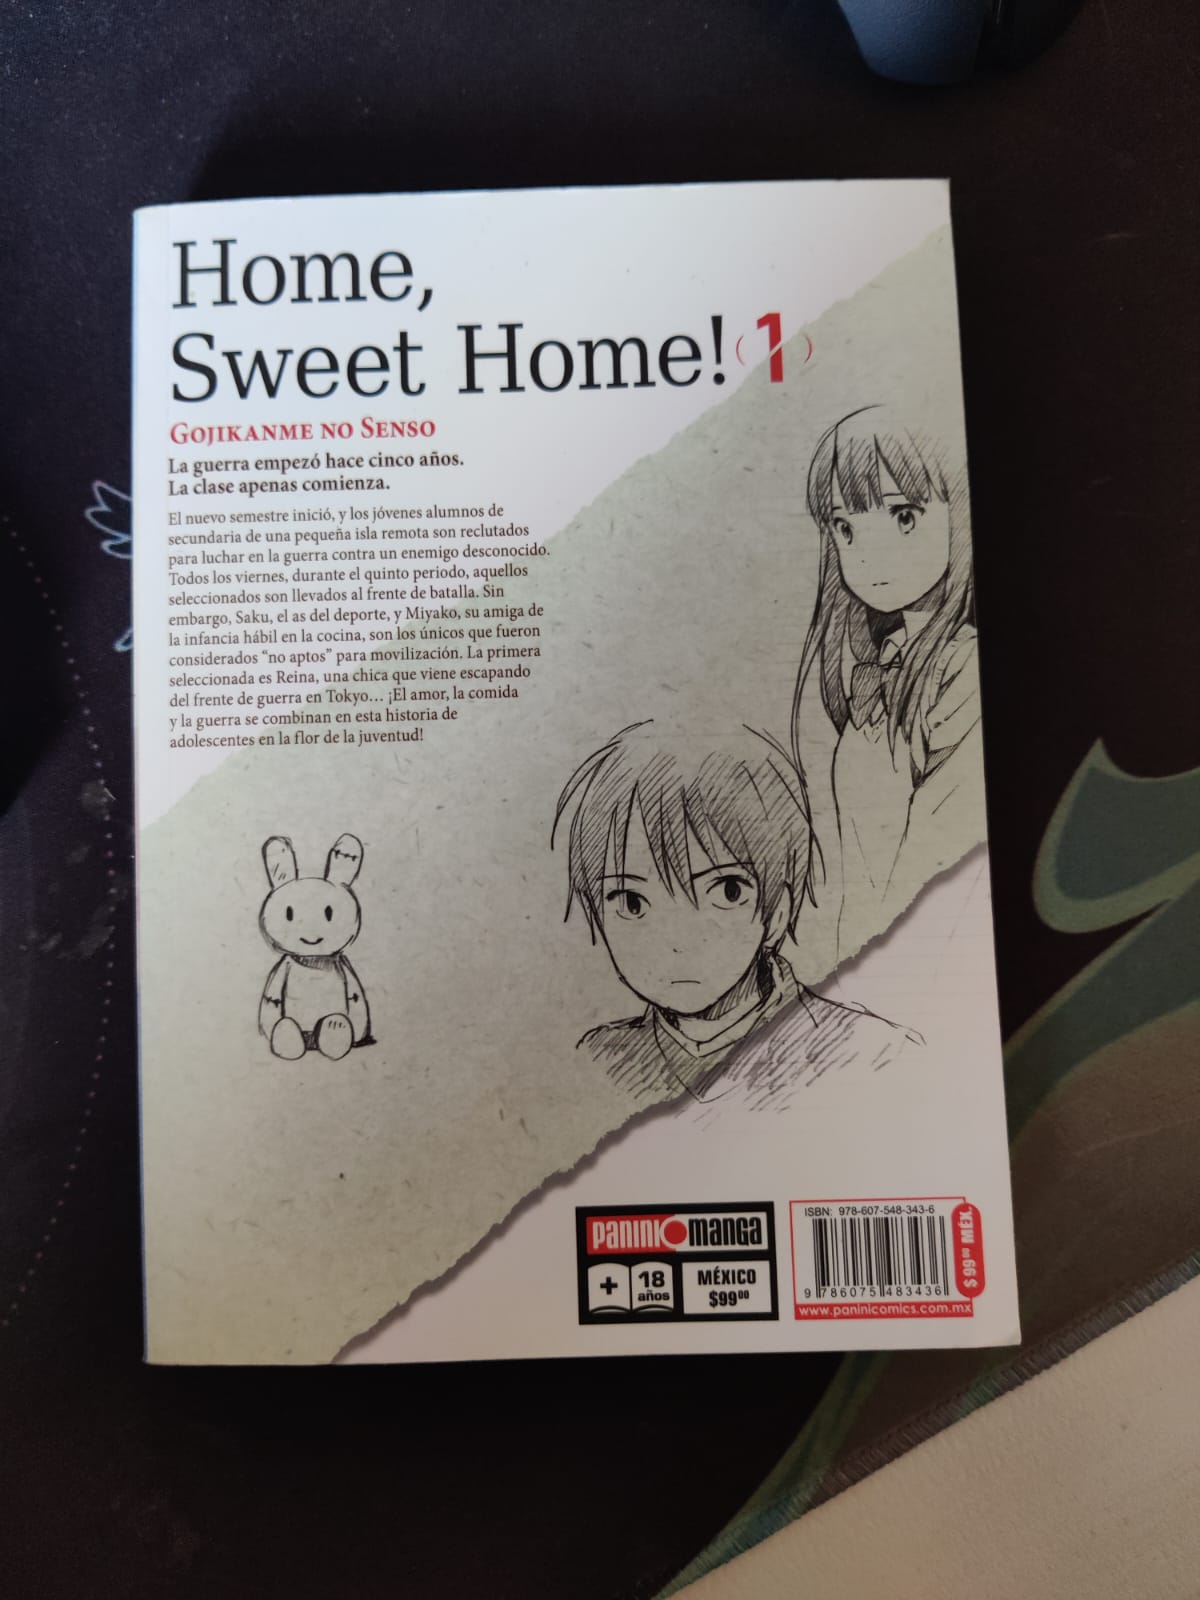 Home,
Sweet Home! (1)
GOJIKANME NO SENSO
La guerra empezó hace cinco años.
La clase apenas comienza.
El nuevo semestre inició, y los jóvenes alumnos de
secundaria de una pequeña isla remota son reclutados
para luchar en la guerra contra un enemigo desconocido.
Todos los viernes, durante el quinto periodo, aquellos
seleccionados son llevados al frente de batalla. Sin
embargo, Saku, el as del deporte, y Miyako, su amiga de
la infancia hábil en la cocina, son los únicos que fueron
considerados “no aptos” para movilización. La primera
seleccionada es Reina, una chica que viene escapando
del frente de guerra en Tokyo... ¡El amor, la comida
y la guerra se combinan en esta historia de
adolescentes en la flor de la juventud!
PANINI MANGA
+ 18 años
MÉXICO
$99⁰⁰
ISBN: 978-607-548-343-6
9 786075 483436
$ 99⁰⁰ MÉX.
www.paninicomics.com.mx